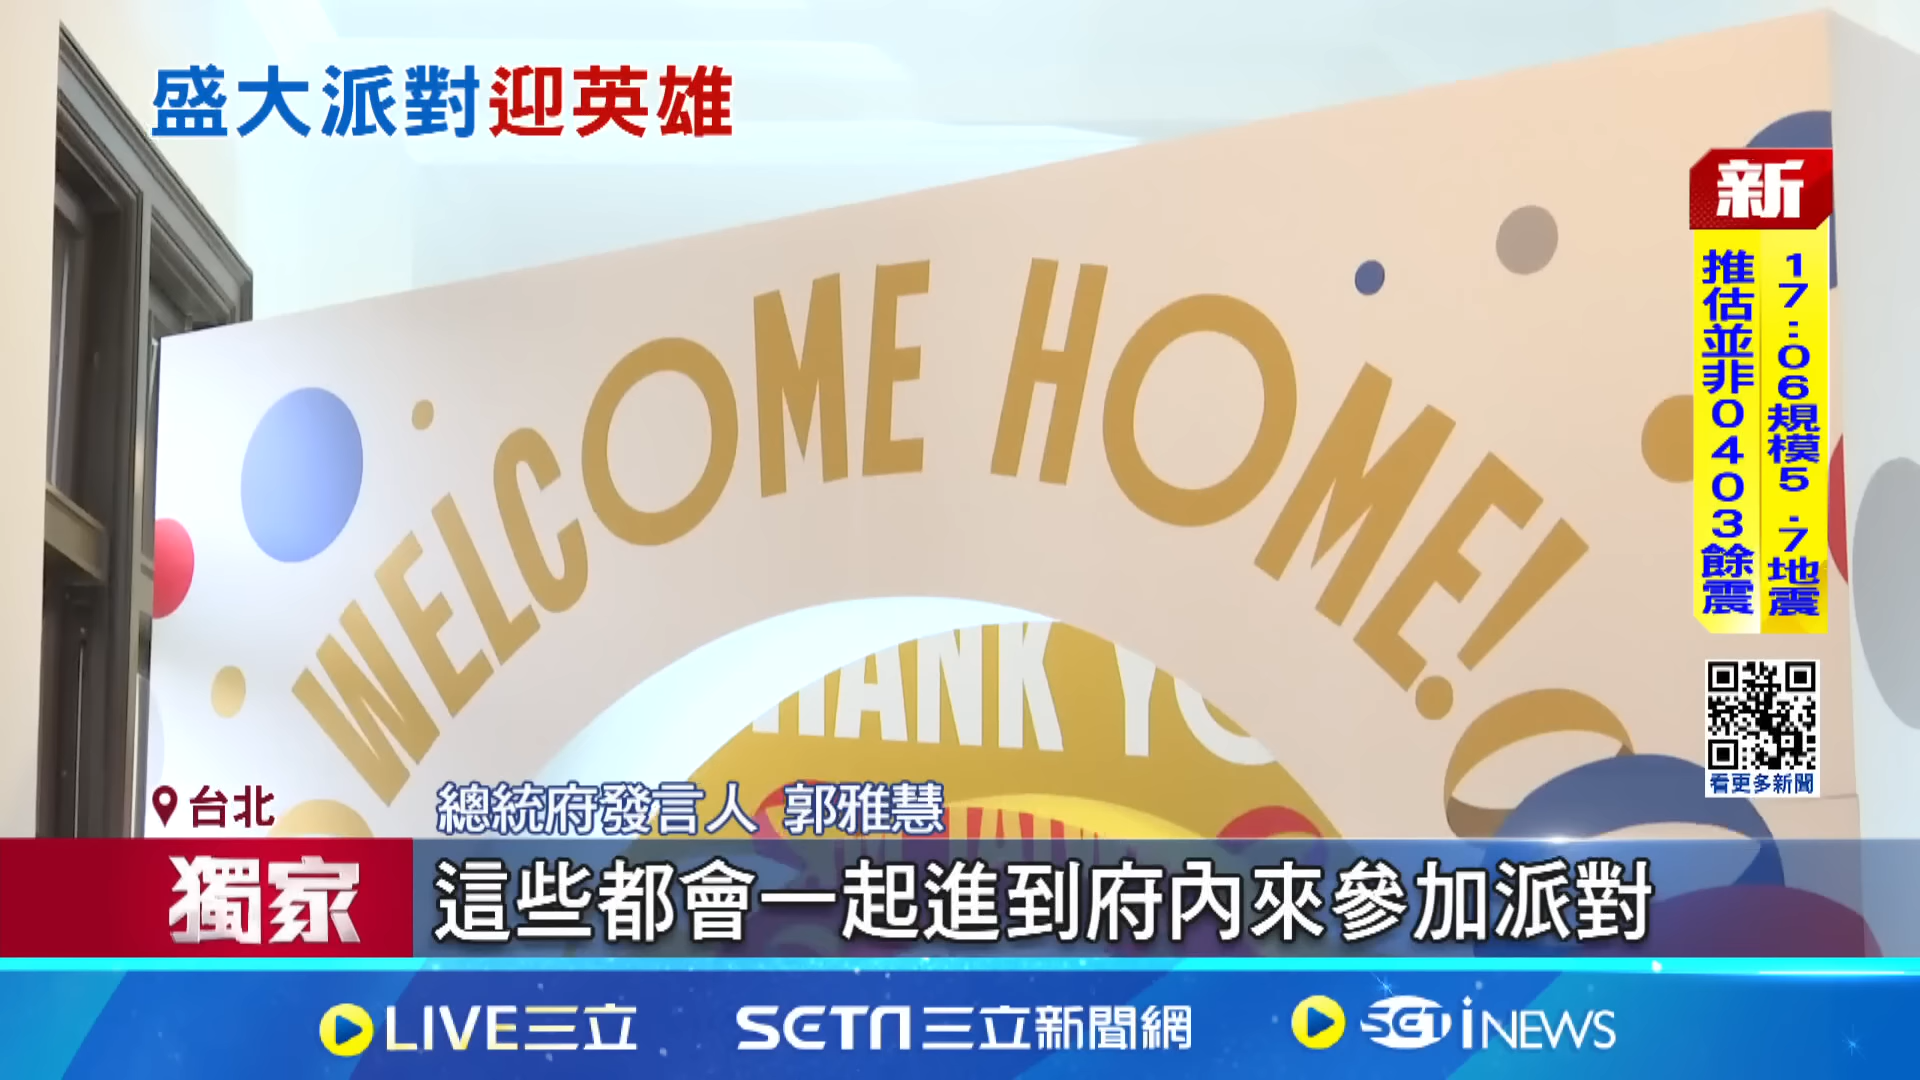 盛大派對迎英雄
新
17:06規模5.7地震
推估並非0403餘震
WELCOME HOME!
THANK YO
看更多新聞
台北
總統府發言人 郭雅慧
獨家
這些都會一起進到府內來參加派對
LIVE三立
SETN三立新聞網
SETiNEWS